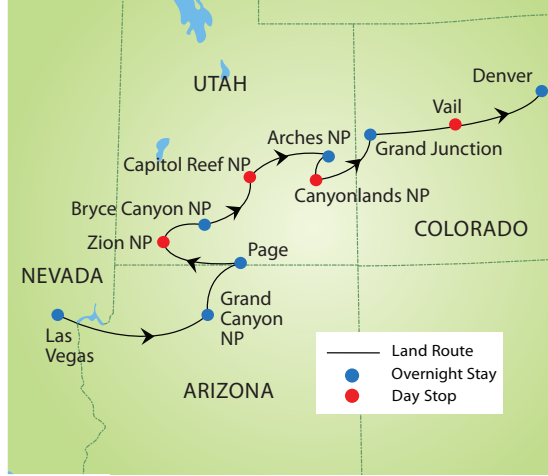 Denver
UTAH
Vail
Arches NP
Grand Junction
Capitol Reef NP
Canyonlands NP
Bryce Canyon NP
COLORADO
Zion NP
Page
NEVADA
Grand
Canyon
NP
Las
Vegas
Land Route
Overnight Stay
Day Stop
ARIZONA